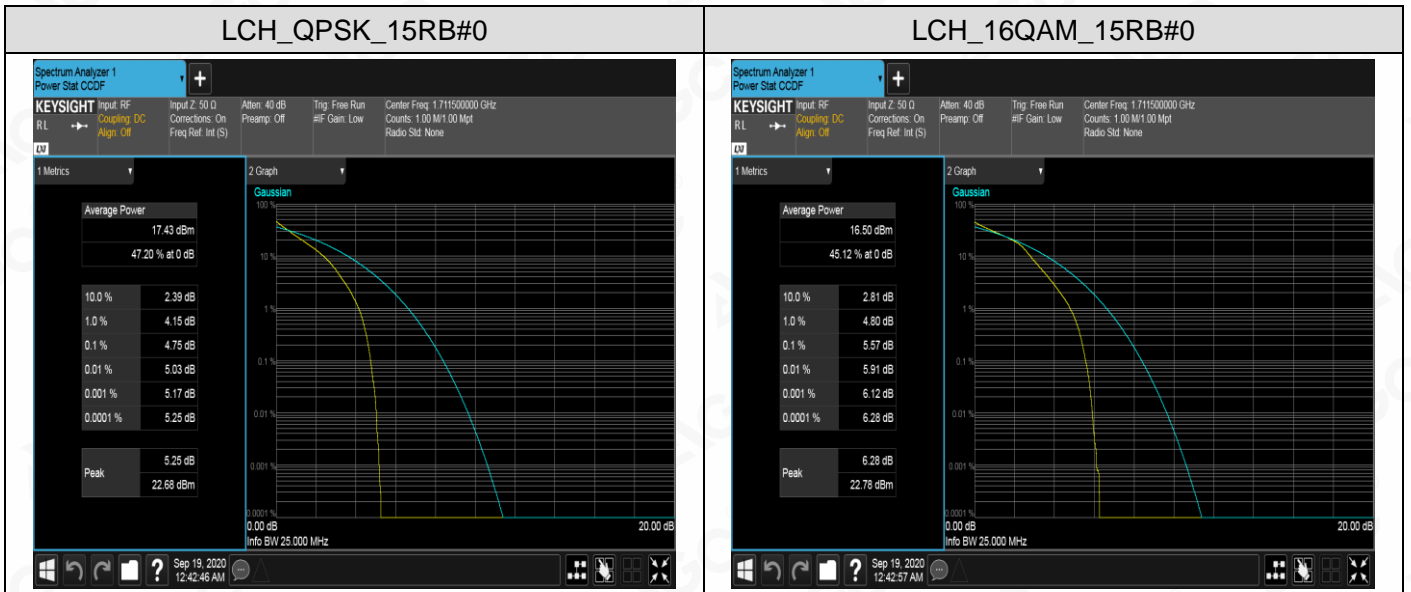 LCH_QPSK_15RB#0
Spectrum Analyzer 1
Power Stat CCDF
+
KEYSIGHT
RL
LXI
Input: RF
Coupling: DC
Align: Off
Input Z: 50 Ω
Corrections: On
Freq Ref: Int (S)
Atten: 40 dB
Preamp: Off
Trig: Free Run
#IF Gain: Low
Center Freq: 1.711500000 GHz
Counts: 1.00 M/1.00 Mpt
Radio Std: None
1 Metrics
Average Power
17.43 dBm
47.20 % at 0 dB
10.0 % 2.39 dB
1.0 % 4.15 dB
0.1 % 4.75 dB
0.01 % 5.03 dB
0.001 % 5.17 dB
0.0001 % 5.25 dB
Peak
5.25 dB
22.68 dBm
2 Graph
Gaussian
100 %
10 %
1 %
0.1 %
0.01 %
0.001 %
0.0001 %
0.00 dB 20.00 dB
Info BW 25.000 MHz
?
Sep 19, 2020
12:42:46 AM
LCH_16QAM_15RB#0
Spectrum Analyzer 1
Power Stat CCDF
+
KEYSIGHT
RL
LXI
Input: RF
Coupling: DC
Align: Off
Input Z: 50 Ω
Corrections: On
Freq Ref: Int (S)
Atten: 40 dB
Preamp: Off
Trig: Free Run
#IF Gain: Low
Center Freq: 1.711500000 GHz
Counts: 1.00 M/1.00 Mpt
Radio Std: None
1 Metrics
Average Power
16.50 dBm
45.12 % at 0 dB
10.0 % 2.81 dB
1.0 % 4.80 dB
0.1 % 5.57 dB
0.01 % 5.91 dB
0.001 % 6.12 dB
0.0001 % 6.28 dB
Peak
6.28 dB
22.78 dBm
2 Graph
Gaussian
100 %
10 %
1 %
0.1 %
0.01 %
0.001 %
0.0001 %
0.00 dB 20.00 dB
Info BW 25.000 MHz
?
Sep 19, 2020
12:42:57 AM